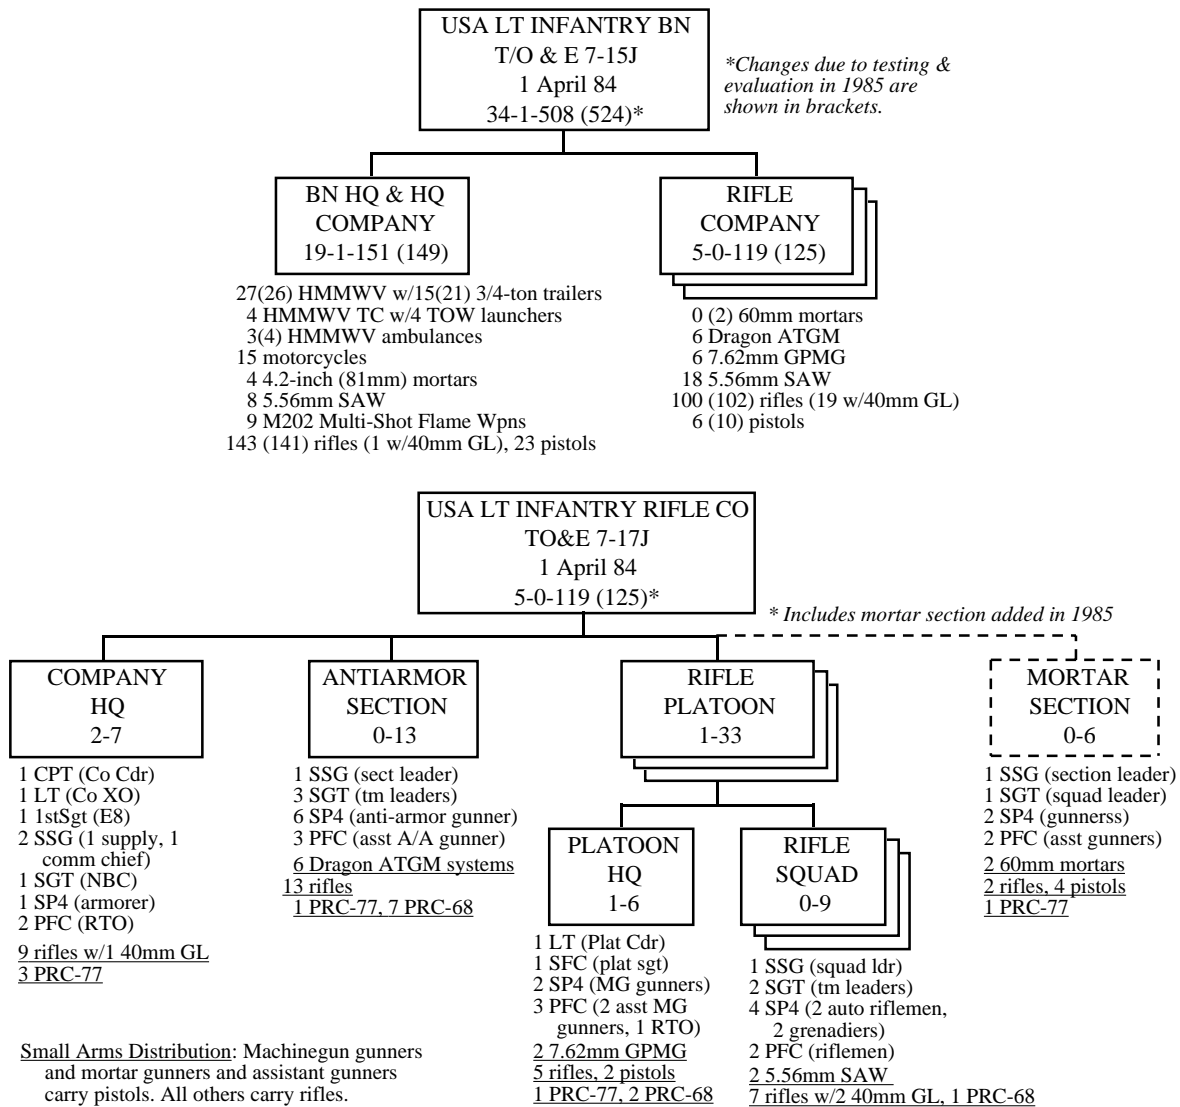 USA LT INFANTRY BN
T/O & E 7-15J
1 April 84
34-1-508 (524)*
*Changes due to testing &
evaluation in 1985 are
shown in brackets.
BN HQ & HQ
COMPANY
19-1-151 (149)
27(26) HMMWV w/15(21) 3/4-ton trailers
4 HMMWV TC w/4 TOW launchers
3(4) HMMWV ambulances
15 motorcycles
4 4.2-inch (81mm) mortars
8 5.56mm SAW
9 M202 Multi-Shot Flame Wpns
143 (141) rifles (1 w/40mm GL), 23 pistols
RIFLE
COMPANY
5-0-119 (125)
0 (2) 60mm mortars
6 Dragon ATGM
6 7.62mm GPMG
18 5.56mm SAW
100 (102) rifles (19 w/40mm GL)
6 (10) pistols
USA LT INFANTRY RIFLE CO
TO&E 7-17J
1 April 84
5-0-119 (125)*
* Includes mortar section added in 1985
COMPANY
HQ
2-7
1 CPT (Co Cdr)
1 LT (Co XO)
1 1stSgt (E8)
2 SSG (1 supply, 1
comm chief)
1 SGT (NBC)
1 SP4 (armorer)
2 PFC (RTO)
9 rifles w/1 40mm GL
3 PRC-77
ANTIARMOR
SECTION
0-13
1 SSG (sect leader)
3 SGT (tm leaders)
6 SP4 (anti-armor gunner)
3 PFC (asst A/A gunner)
6 Dragon ATGM systems
13 rifles
1 PRC-77, 7 PRC-68
RIFLE
PLATOON
1-33
PLATOON
HQ
1-6
1 LT (Plat Cdr)
1 SFC (plat sgt)
2 SP4 (MG gunners)
3 PFC (2 asst MG
gunners, 1 RTO)
2 7.62mm GPMG
5 rifles, 2 pistols
1 PRC-77, 2 PRC-68
RIFLE
SQUAD
0-9
1 SSG (squad ldr)
2 SGT (tm leaders)
4 SP4 (2 auto riflemen,
2 grenadiers)
2 PFC (riflemen)
2 5.56mm SAW
7 rifles w/2 40mm GL, 1 PRC-68
MORTAR
SECTION
0-6
1 SSG (section leader)
1 SGT (squad leader)
2 SP4 (gunnerss)
2 PFC (asst gunners)
2 60mm mortars
2 rifles, 4 pistols
1 PRC-77
Small Arms Distribution: Machinegun gunners
and mortar gunners and assistant gunners
carry pistols. All others carry rifles.